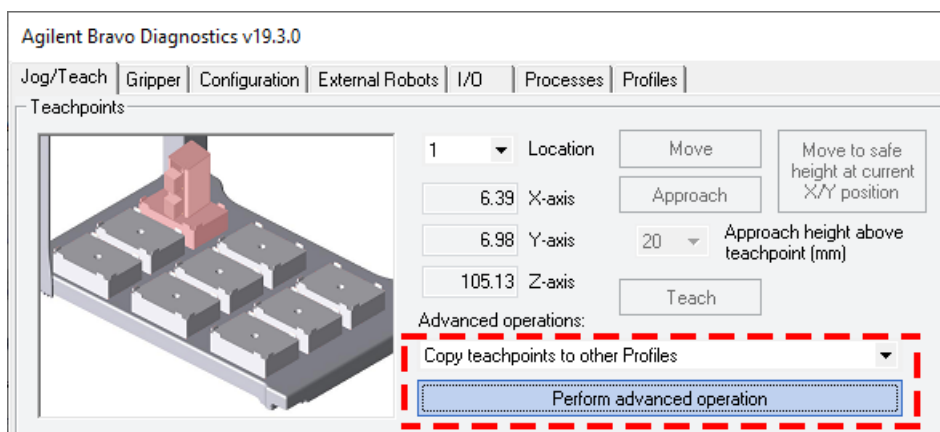 Agilent Bravo Diagnostics v19.3.0
Jog/Teach Gripper Configuration External Robots I/O Processes Profiles
Teachpoints
1 Location
Move
Move to safe
height at current
X/Y position
6.39 X-axis
Approach
6.98 Y-axis
20
Approach height above
teachpoint (mm)
105.13 Z-axis
Teach
Advanced operations:
Copy teachpoints to other Profiles
Perform advanced operation